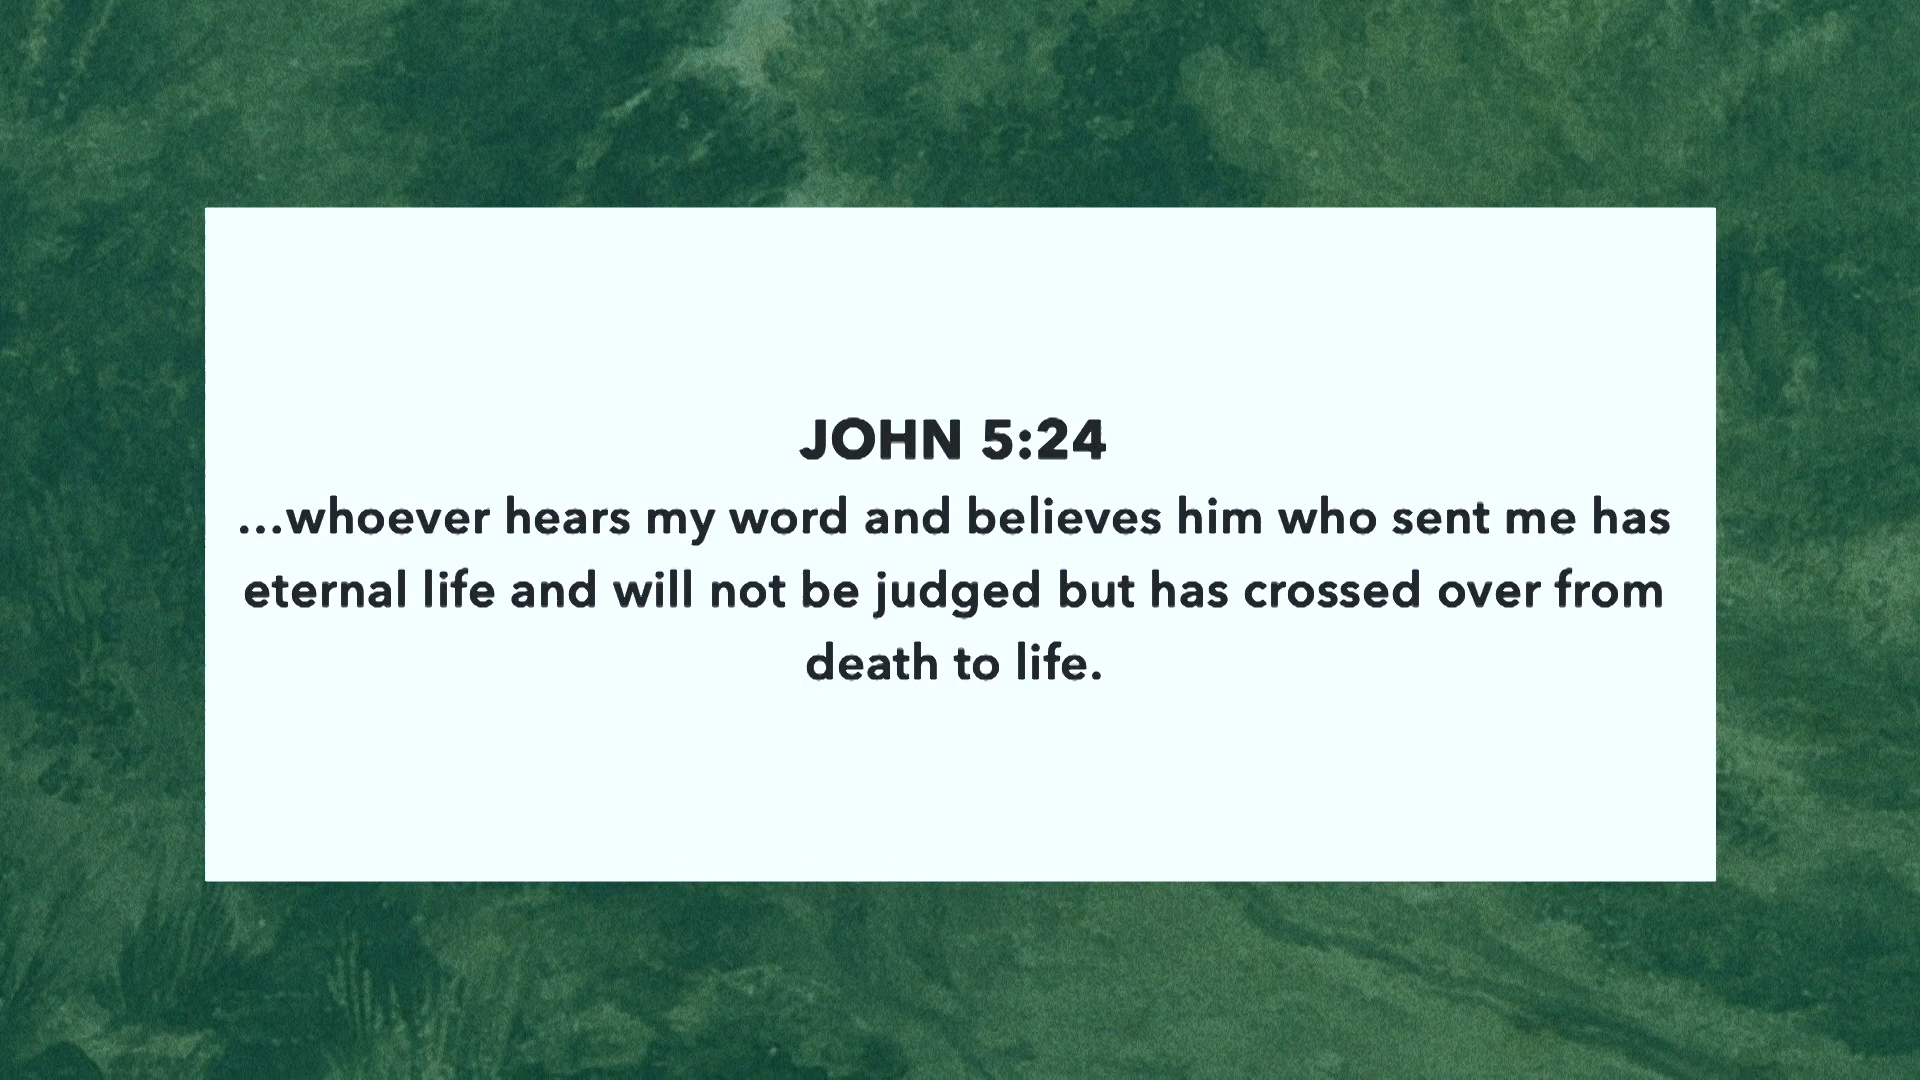 JOHN 5:24
...whoever hears my word and believes him who sent me has
eternal life and will not be judged but has crossed over from
death to life.